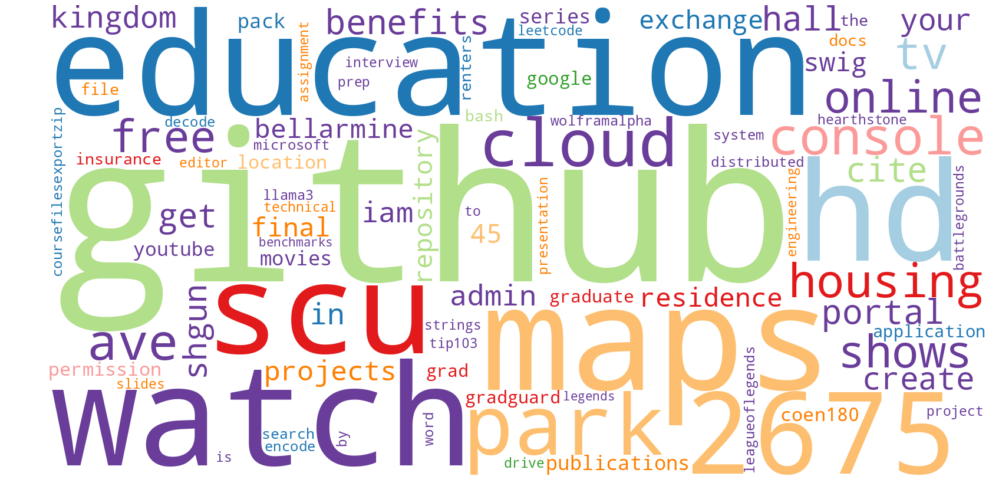 kingdom
pack
benefits
series
leetcode
exchange
hall
the
docs
your
education
file
assignment
interview
prep
renters
google
swig
tv
online
coursefilesexportzip
decode
free
bellarmine
microsoft
bash
cloud
wolframalpha
system
hearthstone
console
insurance
editor
location
repository
distributed
cite
github
hd
get
llama3
technical
final
iam
to
45
presentation
engineering
battlegrounds
youtube
benchmarks
movies
shgun
scu
in
admin
graduate
residence
housing
portal
ave
strings
tip103
maps
application
shows
permission
slides
projects
grad
create
watch
gradguard
legends
park
2675
leagueoflegends
coen180
project
search
encode
is
by
word
drive
publications